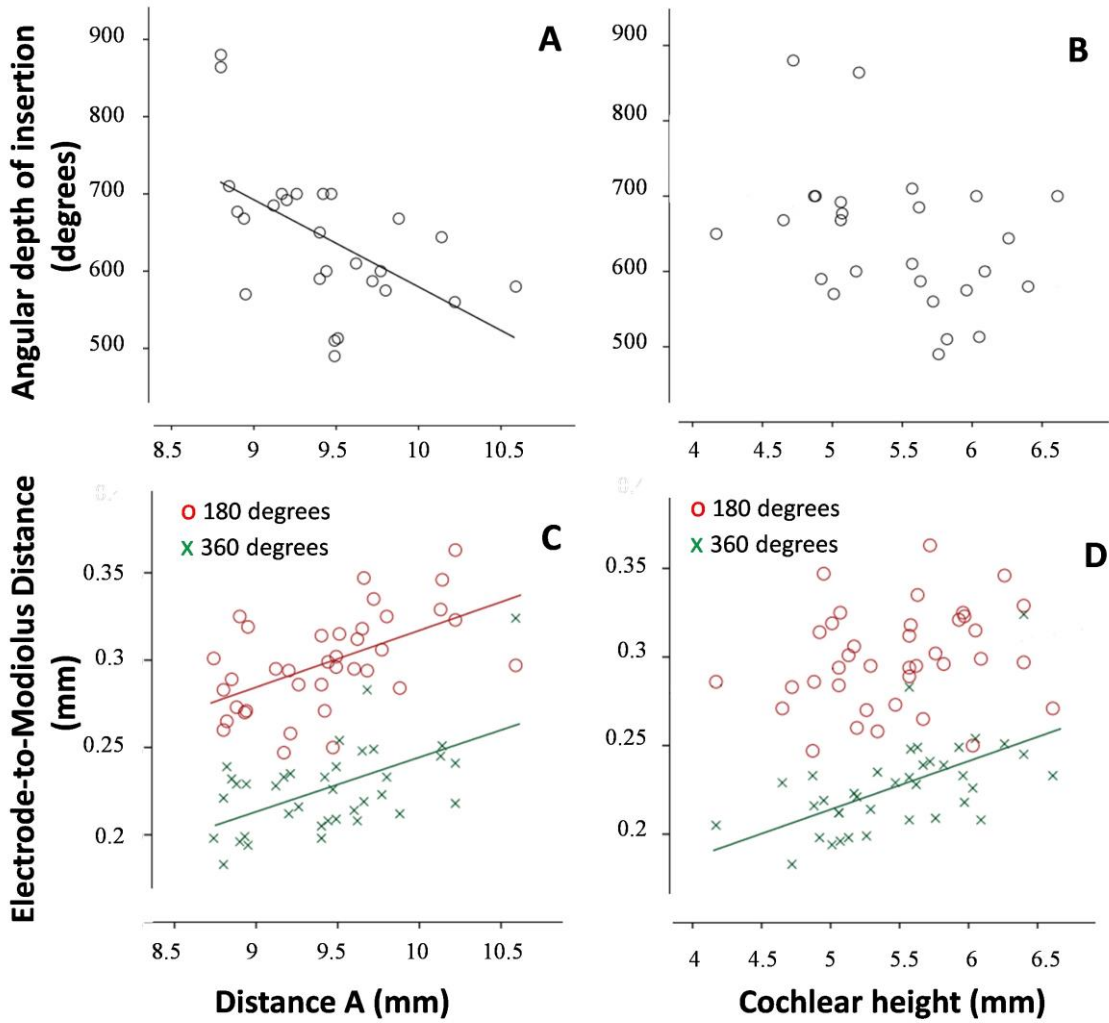 Angular depth of insertion
(degrees)
A
900
800
700
600
500
8.5 9 9.5 10 10.5
B
900
800
700
600
500
4 4.5 5 5.5 6 6.5
Electrode-to-Modiolus Distance
(mm)
O 180 degrees
X 360 degrees
C
0.35
0.3
0.25
0.2
8.5 9 9.5 10 10.5
Distance A (mm)
O 180 degrees
X 360 degrees
D
0.35
0.3
0.25
0.2
4 4.5 5 5.5 6 6.5
Cochlear height (mm)